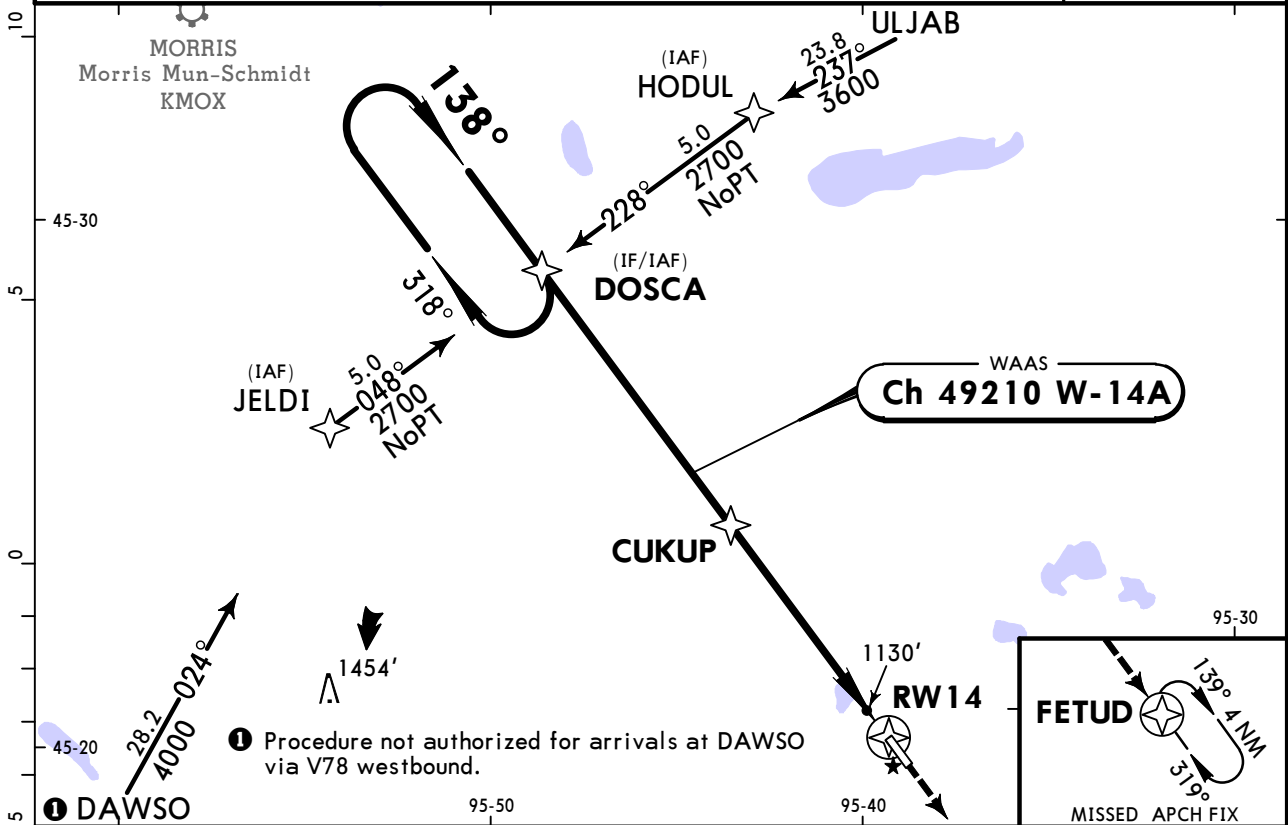 10
MORRIS
Morris Mun-Schmidt
KMOX
138°
(IAF)
HODUL
ULJAB
23.8
237°
3600
5.0
2700
NoPT
228°
45-30
(IF/IAF)
DOSCA
318°
5
(IAF)
JELDI
5.0
048°
2700
NoPT
WAAS
Ch 49210 W-14A
CUKUP
0
95-30
1454'
1130'
RW14
024°
28.2
4000
45-20
❶ Procedure not authorized for arrivals at DAWSO
via V78 westbound.
❶ DAWSO
5
95-50
95-40
FETUD
139° 4 NM
319°
MISSED APCH FIX